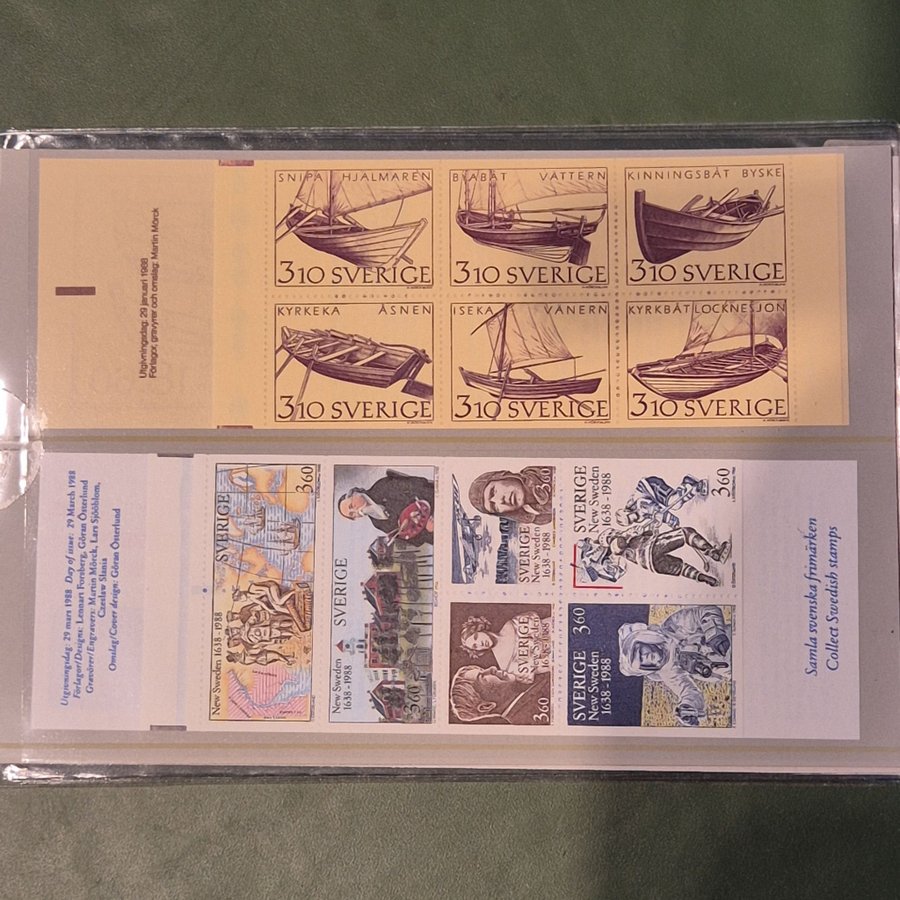 Utgivningsdag: 29 januari 1988
Förlagor, gravyrer och omslag: Martin Mörck
SNIPA HJALMAREN
3.10 SVERIGE
BYABÅT VÄTTERN
3.10 SVERIGE
KINNINGSBÅT BYSKE
3.10 SVERIGE
KYRKEKA ÅSNEN
3.10 SVERIGE
ISEKA VÄNERN
3.10 SVERIGE
KYRKBÅT LOCKNESJÖN
3.10 SVERIGE
Utgivningsdag: 29 mars 1988 Day of issue: 29 March 1988
Förlagor/Designs: Lennart Forsberg, Göran Österlund
Gravörer/Engravers: Martin Mörck, Lars Sjööblom,
Czesław Słania
Omslag/Cover design: Göran Österlund
New Sweden 1638-1988
SVERIGE
3.60
New Sweden
1638-1988
SVERIGE
3.60
SVERIGE
New Sweden
1638-1988
3.60
SVERIGE
New Sweden
1638-1988
3.60
SVERIGE
New Sweden
1638-1988
3.60
SVERIGE
New Sweden
1638-1988
3.60
Samla svenska frimärken
Collect Swedish stamps